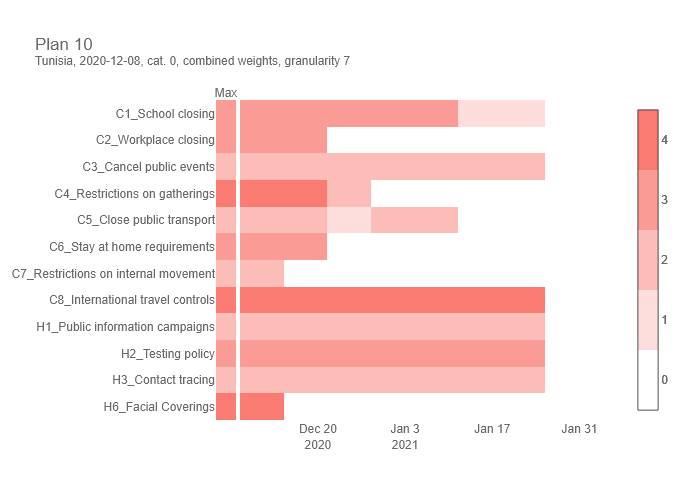 Plan 10
Tunisia, 2020-12-08, cat. 0, combined weights, granularity 7
Max
C1_School closing
C2_Workplace closing
C3_Cancel public events
C4_Restrictions on gatherings
C5_Close public transport
C6_Stay at home requirements
C7_Restrictions on internal movement
C8_International travel controls
H1_Public information campaigns
H2_Testing policy
H3_Contact tracing
H6_Facial Coverings
Dec 20 Jan 3 Jan 17 Jan 31
2020 2021
4
3
2
1
0